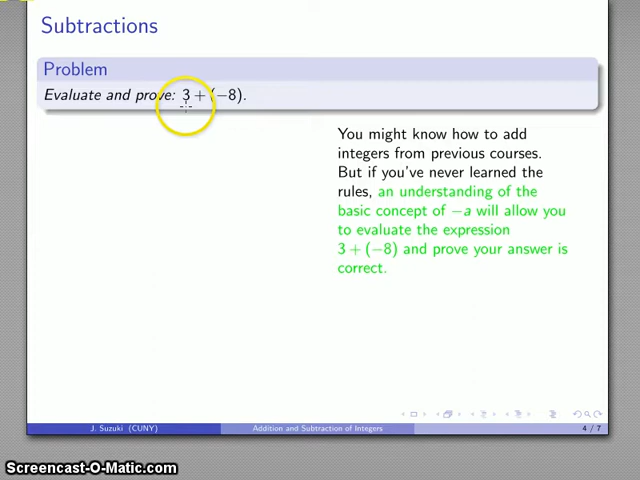 Subtractions
Problem
Evaluate and prove: 3 + (−8).
You might know how to add
integers from previous courses.
But if you've never learned the
rules, an understanding of the
basic concept of −a will allow you
to evaluate the expression
3 + (−8) and prove your answer is
correct.
J. Suzuki (CUNY)
Addition and Subtraction of Integers
4 / 7
Screencast-O-Matic.com